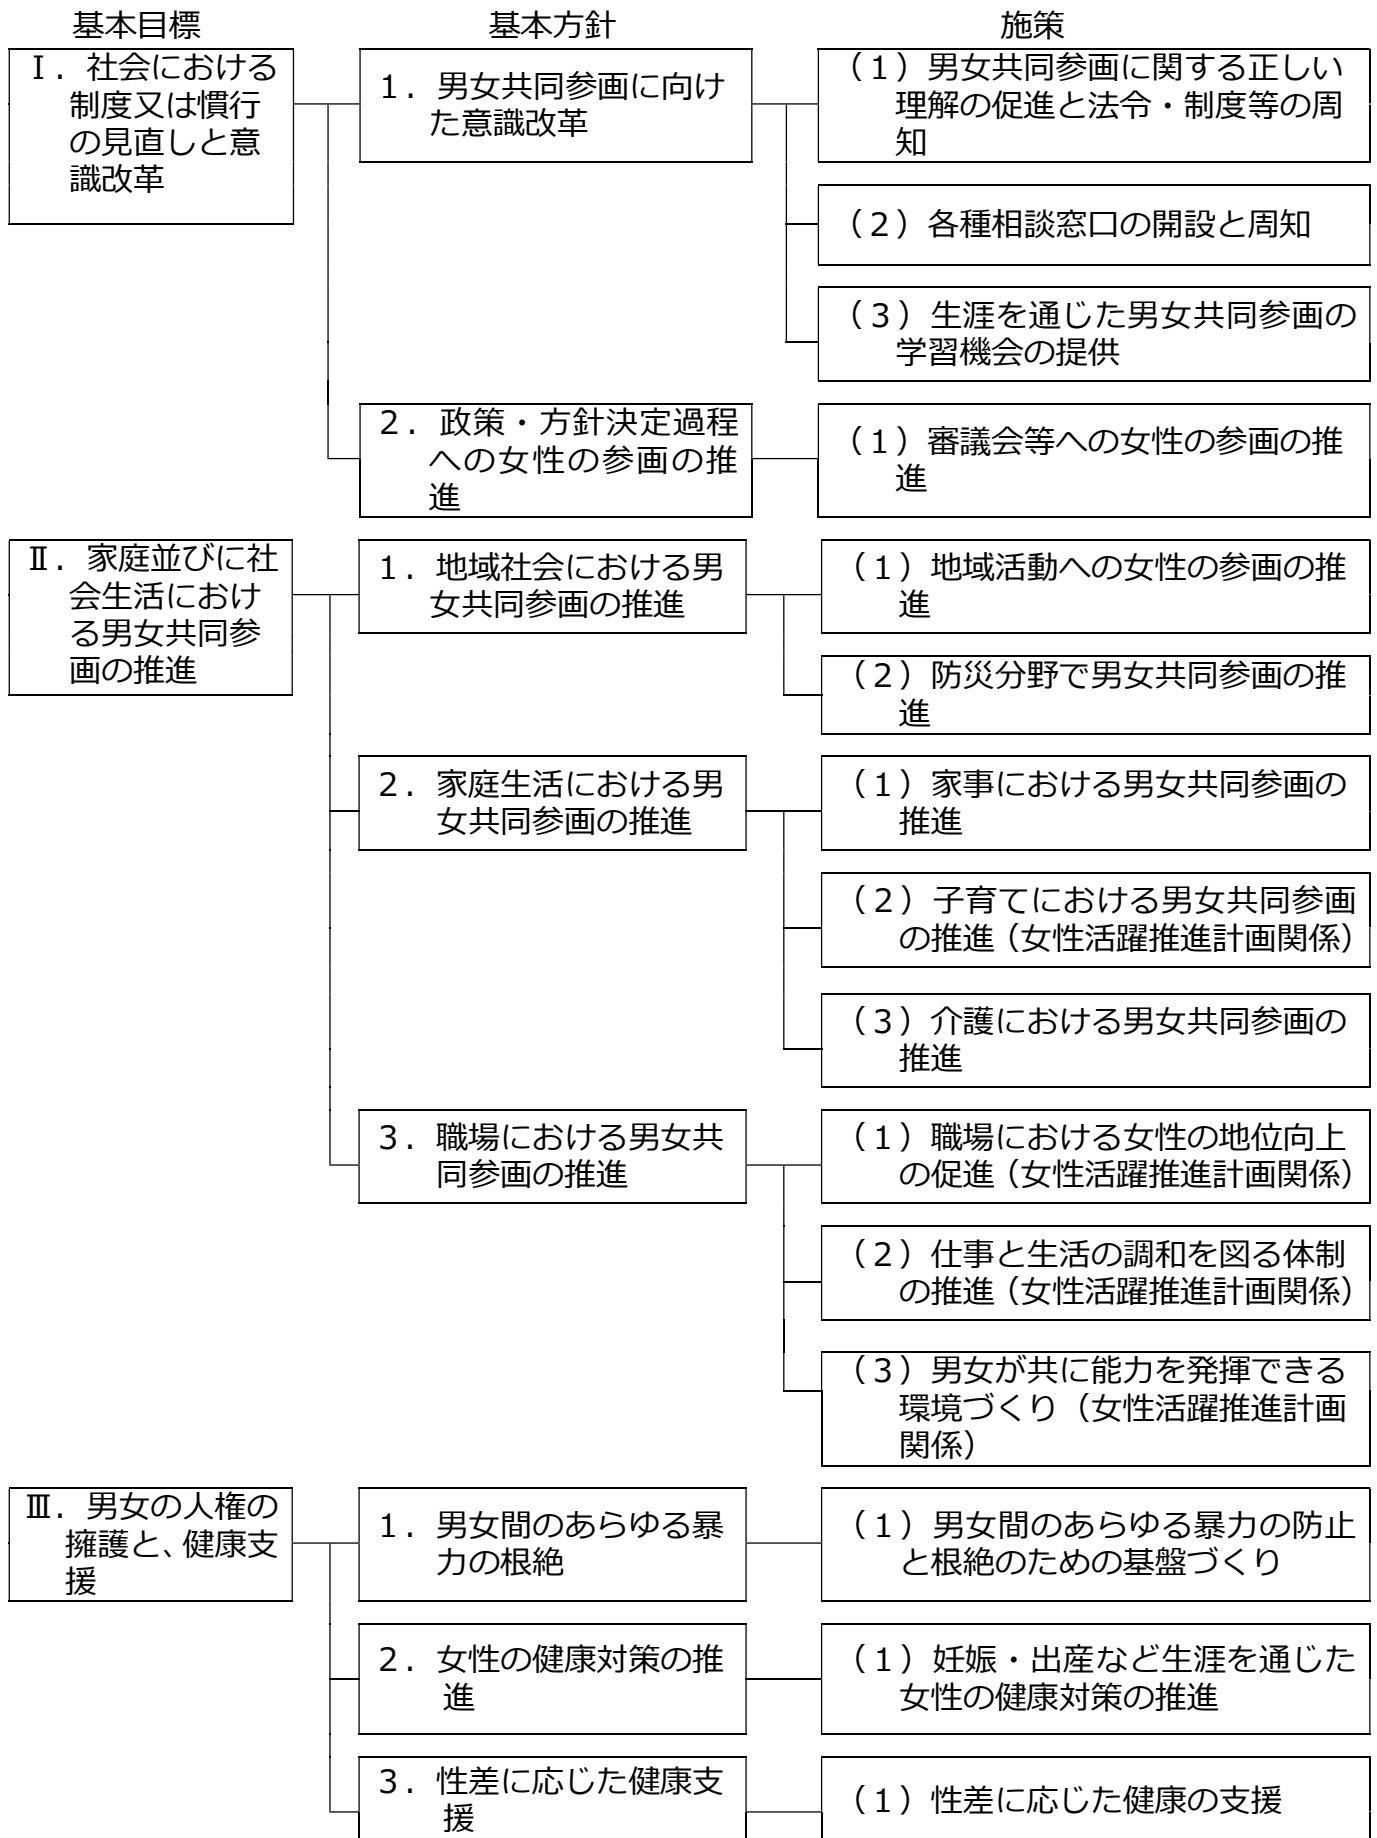 基本目標
基本方針
施策
Ⅰ．社会における
制度又は慣行
の見直しと意
識改革
１．男女共同参画に向け
た意識改革
（１）男女共同参画に関する正しい
理解の促進と法令・制度等の周
知
（２）各種相談窓口の開設と周知
（３）生涯を通じた男女共同参画の
学習機会の提供
２．政策・方針決定過程
への女性の参画の推
進
（１）審議会等への女性の参画の推
進
Ⅱ．家庭並びに社
会生活におけ
る男女共同参
画の推進
１．地域社会における男
女共同参画の推進
（１）地域活動への女性の参画の推
進
（２）防災分野で男女共同参画の推
進
２．家庭生活における男
女共同参画の推進
（１）家事における男女共同参画の
推進
（２）子育てにおける男女共同参画
の推進（女性活躍推進計画関係）
（３）介護における男女共同参画の
推進
３．職場における男女共
同参画の推進
（１）職場における女性の地位向上
の促進（女性活躍推進計画関係）
（２）仕事と生活の調和を図る体制
の推進（女性活躍推進計画関係）
（３）男女が共に能力を発揮できる
環境づくり（女性活躍推進計画
関係）
Ⅲ．男女の人権の
擁護と、健康支
援
１．男女間のあらゆる暴
力の根絶
（１）男女間のあらゆる暴力の防止
と根絶のための基盤づくり
２．女性の健康対策の推
進
（１）妊娠・出産など生涯を通じた
女性の健康対策の推進
３．性差に応じた健康支
援
（１）性差に応じた健康の支援